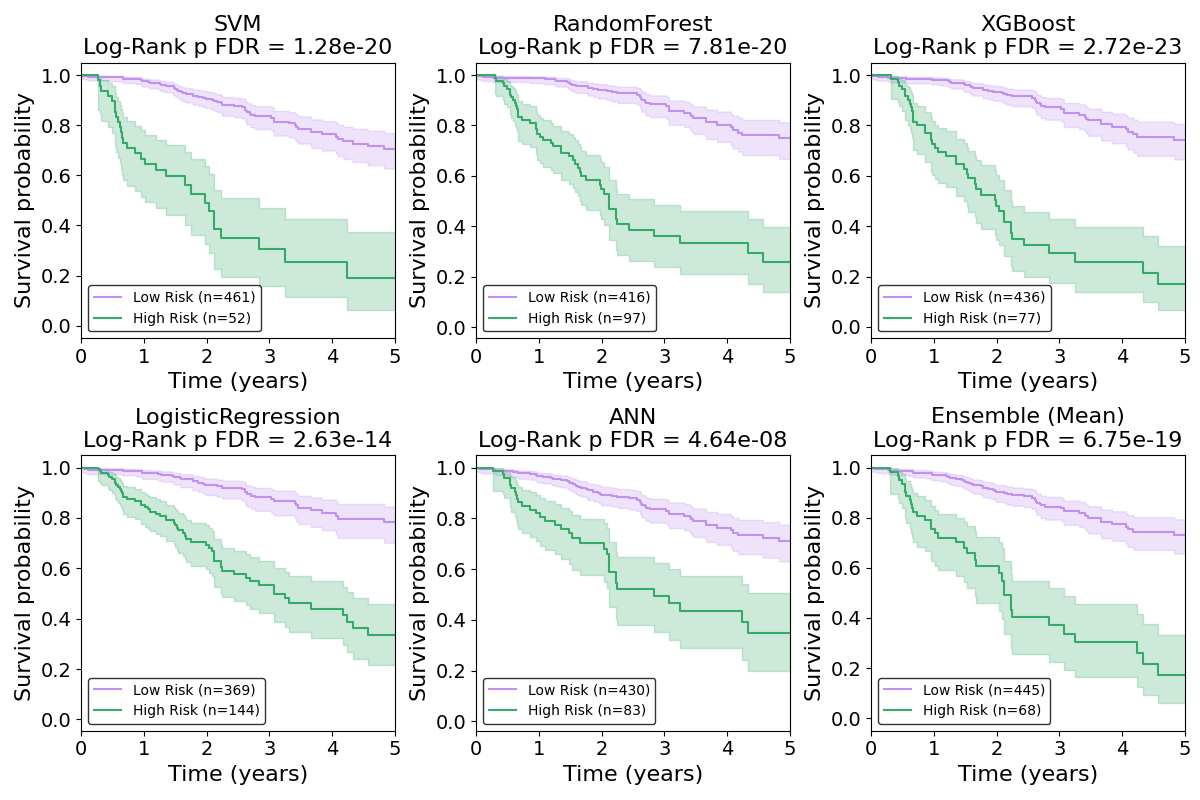 SVM
Log-Rank p FDR = 1.28e-20
Survival probability
1.0
0.8
0.6
0.4
0.2
0.0
Low Risk (n=461)
High Risk (n=52)
0 1 2 3 4 5
Time (years)
RandomForest
Log-Rank p FDR = 7.81e-20
Survival probability
1.0
0.8
0.6
0.4
0.2
0.0
Low Risk (n=416)
High Risk (n=97)
0 1 2 3 4 5
Time (years)
XGBoost
Log-Rank p FDR = 2.72e-23
Survival probability
1.0
0.8
0.6
0.4
0.2
0.0
Low Risk (n=436)
High Risk (n=77)
0 1 2 3 4 5
Time (years)
LogisticRegression
Log-Rank p FDR = 2.63e-14
Survival probability
1.0
0.8
0.6
0.4
0.2
0.0
Low Risk (n=369)
High Risk (n=144)
0 1 2 3 4 5
Time (years)
ANN
Log-Rank p FDR = 4.64e-08
Survival probability
1.0
0.8
0.6
0.4
0.2
0.0
Low Risk (n=430)
High Risk (n=83)
0 1 2 3 4 5
Time (years)
Ensemble (Mean)
Log-Rank p FDR = 6.75e-19
Survival probability
1.0
0.8
0.6
0.4
0.2
0.0
Low Risk (n=445)
High Risk (n=68)
0 1 2 3 4 5
Time (years)